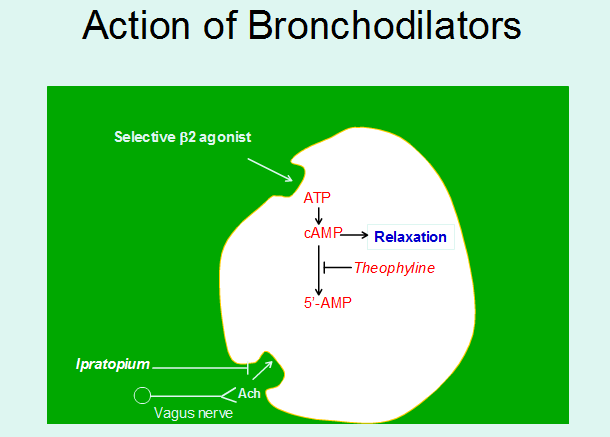 Action of Bronchodilators
Selective β2 agonist
ATP
cAMP
Relaxation
Theophyline
5'-AMP
Ipratopium
Ach
Vagus nerve